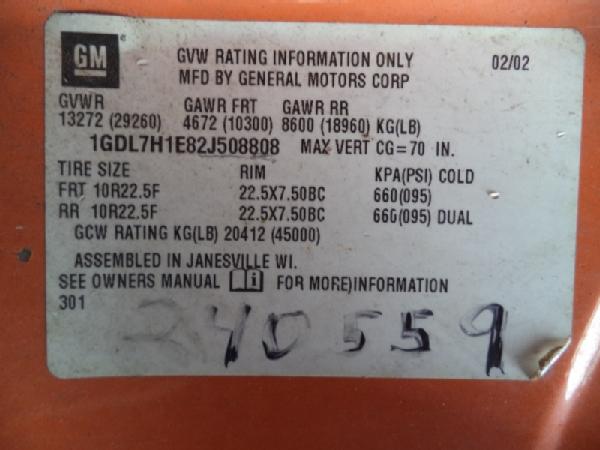 GM GVW RATING INFORMATION ONLY 02/02
MFD BY GENERAL MOTORS CORP
GVWR GAWR FRT GAWR RR
13272 (29260) 4672 (10300) 8600 (18960) KG(LB)
1GDL7H1E82J508808 MAX VERT CG=70 IN.
TIRE SIZE RIM KPA(PSI) COLD
FRT 10R22.5F 22.5X7.50BC 660(095)
RR 10R22.5F 22.5X7.50BC 660(095) DUAL
GCW RATING KG(LB) 20412 (45000)
ASSEMBLED IN JANESVILLE WI.
SEE OWNERS MANUAL i FOR MORE)INFORMATION
301
240559